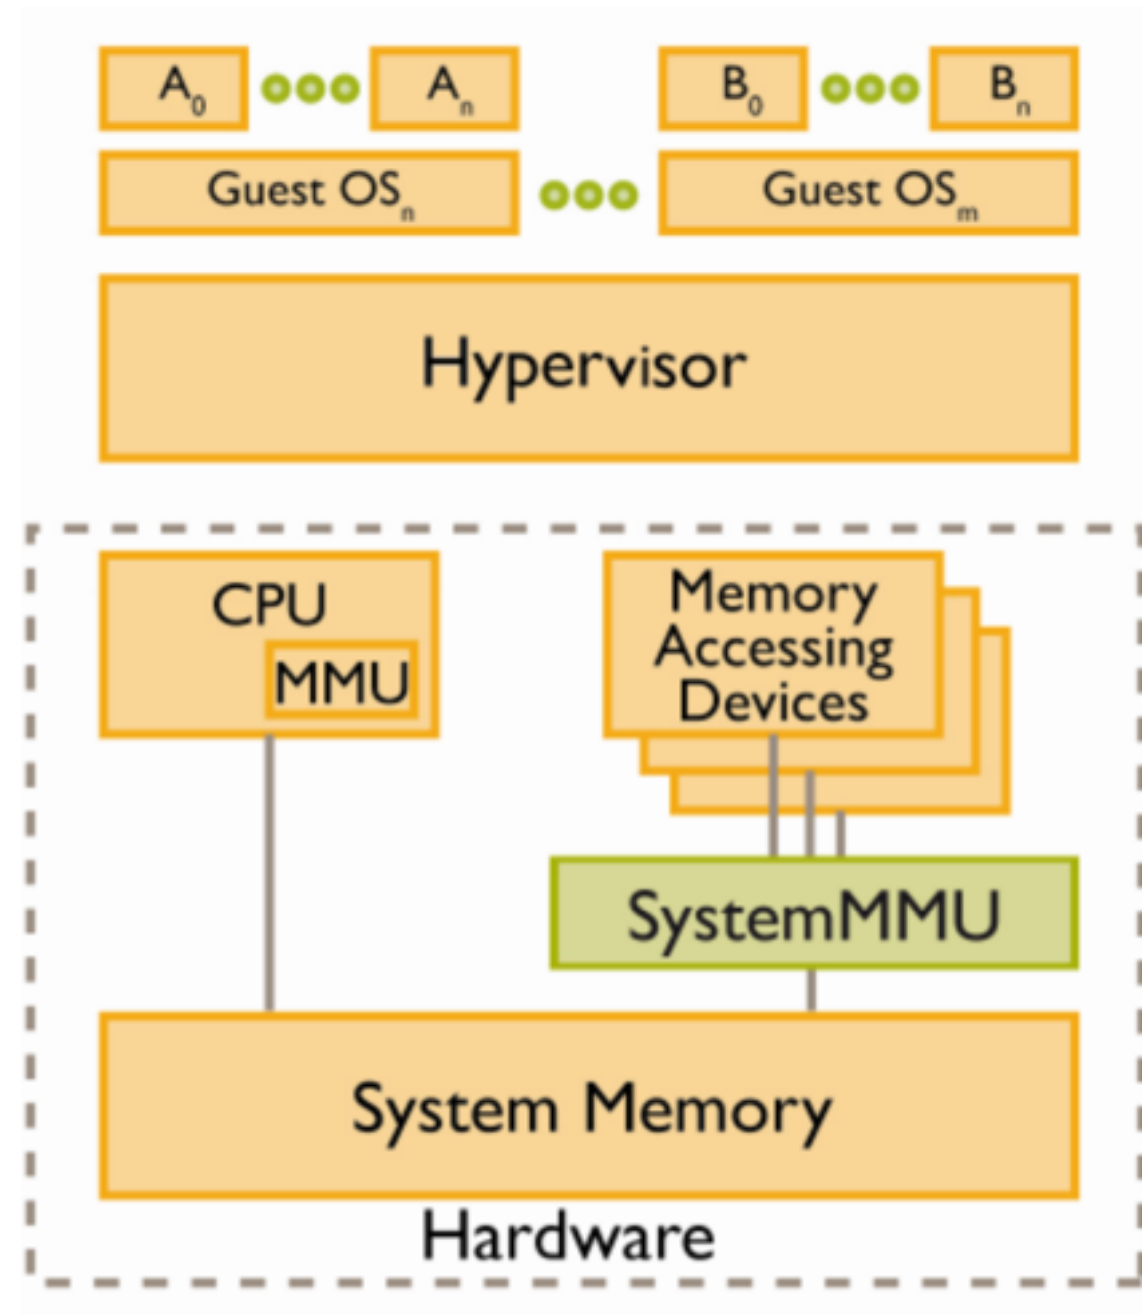 A₀ Aₙ B₀ Bₙ
Guest OSₙ Guest OSₘ
Hypervisor
CPU
MMU
Memory
Accessing
Devices
SystemMMU
System Memory
Hardware